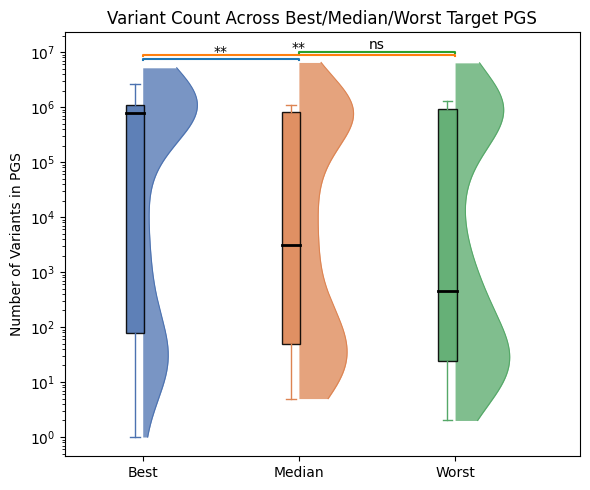 Variant Count Across Best/Median/Worst Target PGS
Number of Variants in PGS
10⁷
10⁶
10⁵
10⁴
10³
10²
10¹
10⁰
** ** ns
Best Median Worst